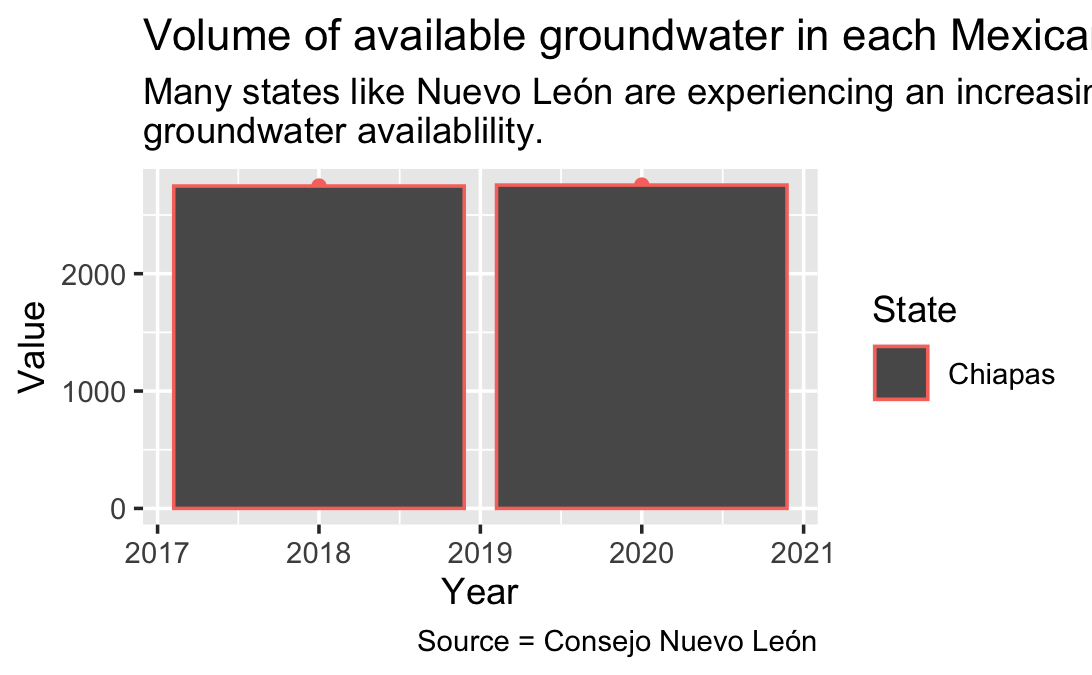 Volume of available groundwater in each Mexica
Many states like Nuevo León are experiencing an increasin
groundwater availablility.
Value
2000
1000
0
2017 2018 2019 2020 2021
Year
State
Chiapas
Source = Consejo Nuevo León